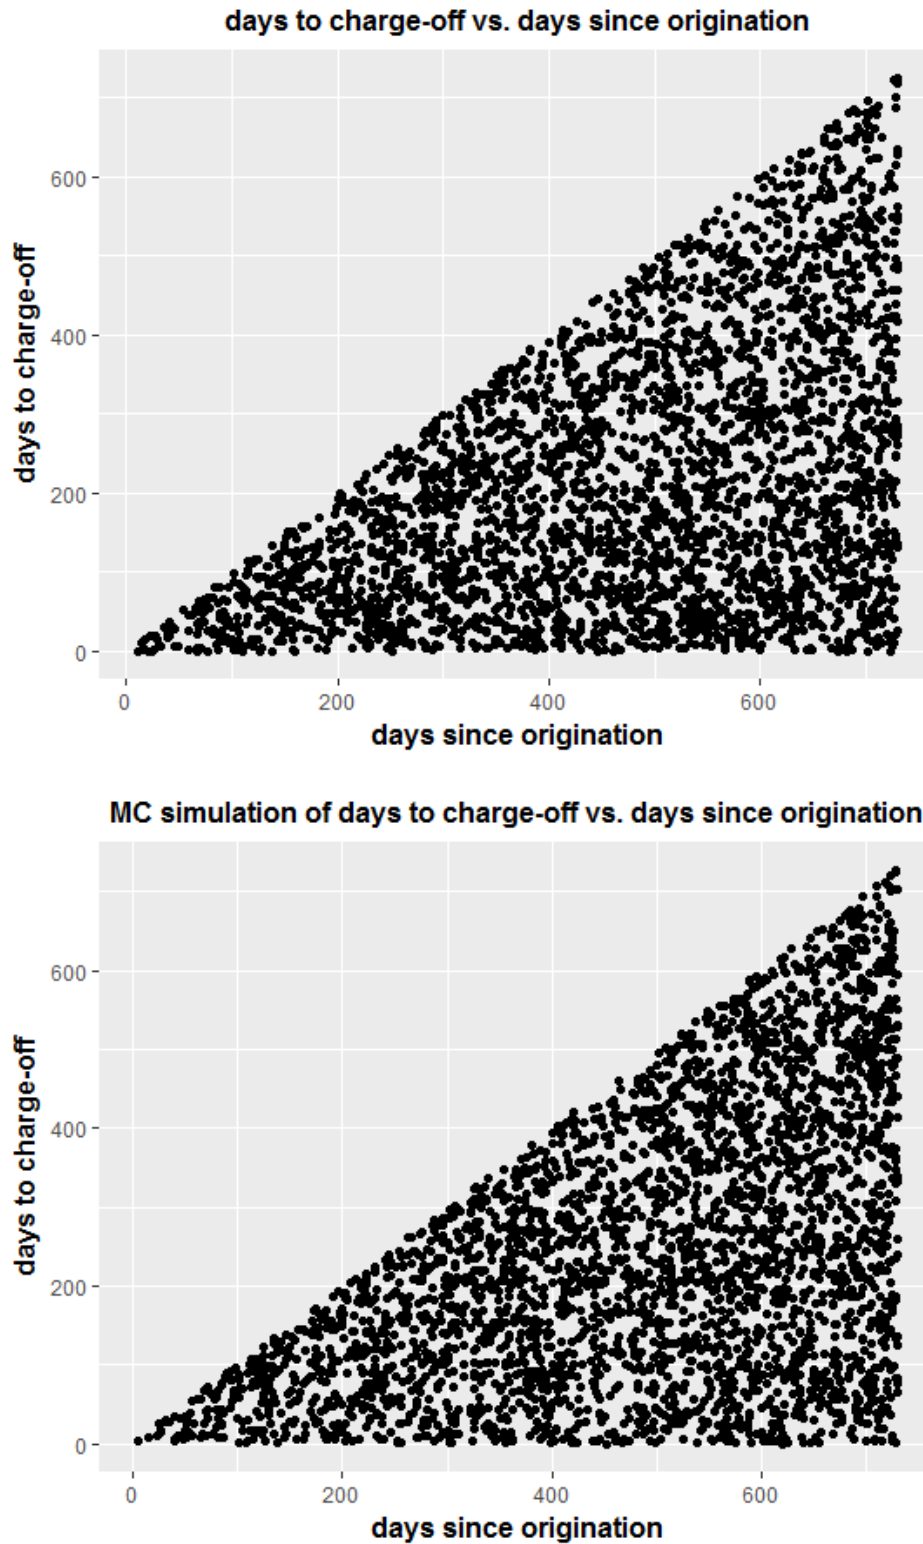 days to charge-off vs. days since origination
600
400
200
0
days to charge-off
0 200 400 600
days since origination
MC simulation of days to charge-off vs. days since origination
600
400
200
0
days to charge-off
0 200 400 600
days since origination